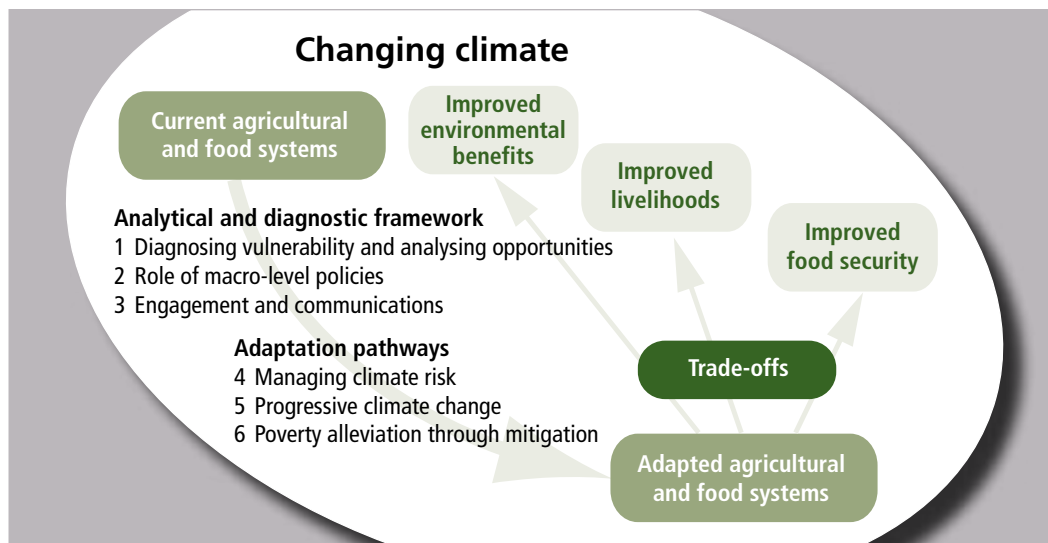 Changing climate
Current agricultural
and food systems
Improved
environmental
benefits
Improved
livelihoods
Improved
food security
Analytical and diagnostic framework
1 Diagnosing vulnerability and analysing opportunities
2 Role of macro-level policies
3 Engagement and communications
Adaptation pathways
4 Managing climate risk
5 Progressive climate change
6 Poverty alleviation through mitigation
Trade-offs
Adapted agricultural
and food systems